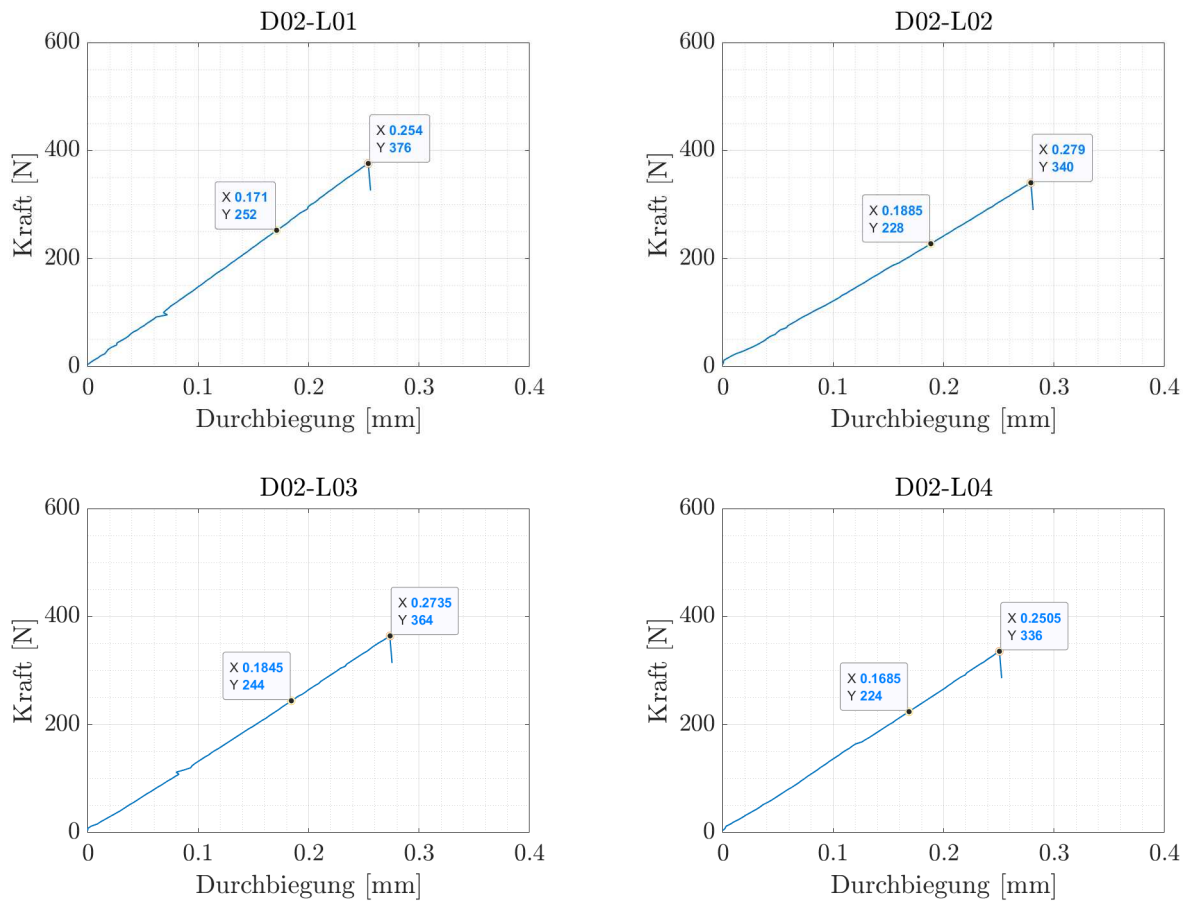 D02-L01
600
400
200
0
X 0.254
Y 376
X 0.171
Y 252
0 0.1 0.2 0.3 0.4
Kraft [N]
Durchbiegung [mm]
D02-L02
600
400
200
0
X 0.279
Y 340
X 0.1885
Y 228
0 0.1 0.2 0.3 0.4
Kraft [N]
Durchbiegung [mm]
D02-L03
600
400
200
0
X 0.2735
Y 364
X 0.1845
Y 244
0 0.1 0.2 0.3 0.4
Kraft [N]
Durchbiegung [mm]
D02-L04
600
400
200
0
X 0.2505
Y 336
X 0.1685
Y 224
0 0.1 0.2 0.3 0.4
Kraft [N]
Durchbiegung [mm]